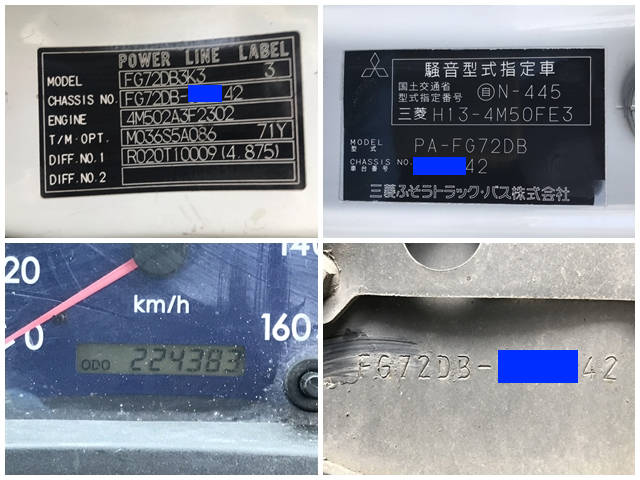 POWER LINE LABEL
3
MODEL FG72DB3K3
CHASSIS NO. FG72DB- 42
ENGINE 4M502A3F2302
T/M・OPT. M036S5A086 71Y
DIFF.NO.1 R020T10009(4.875)
DIFF.NO.2
騒音型式指定車
国土交通省
型式指定番号 自N-445
三菱 H13-4M50FE3
MODEL
型式 PA-FG72DB
CHASSIS NO.
車台番号 42
三菱ふそうトラック・バス株式会社
20
140
km/h
0
160
ODO 224383
FG72DB- 42